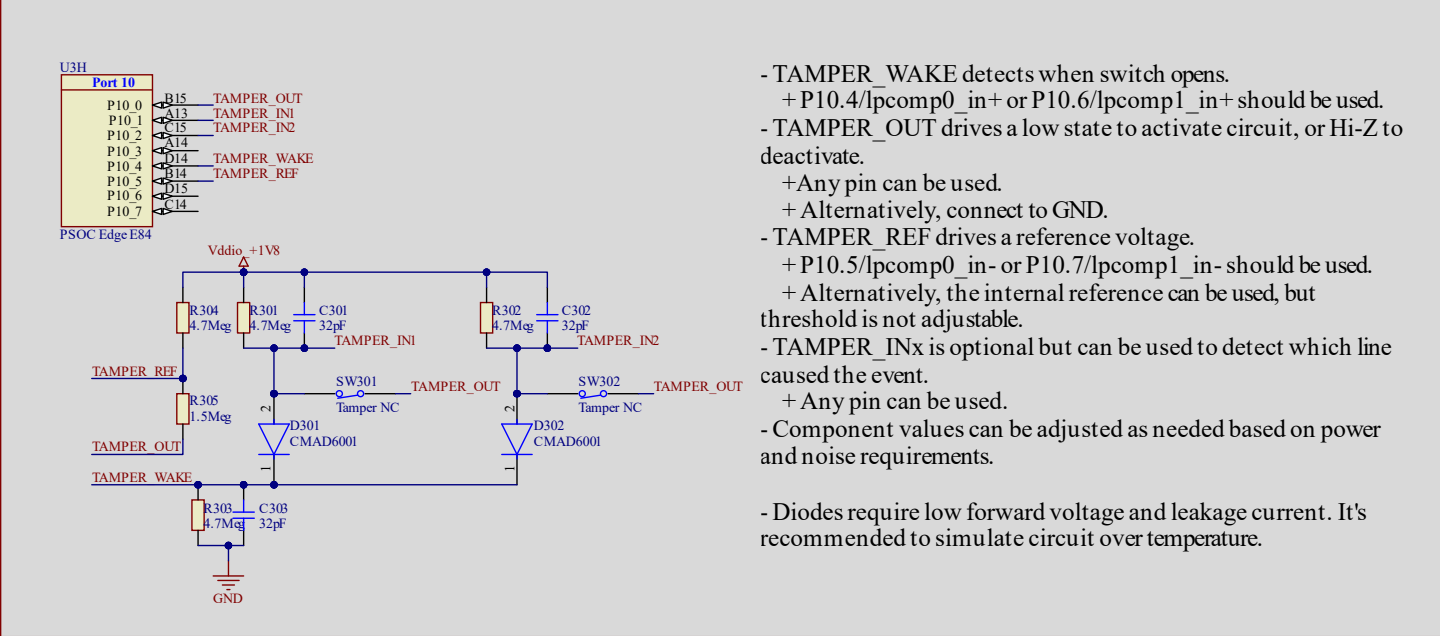 U3H
Port 10
P10_0 B15 TAMPER_OUT
P10_1 A13 TAMPER_IN1
P10_2 C15 TAMPER_IN2
P10_3 A14
P10_4 D14 TAMPER_WAKE
P10_5 B14 TAMPER_REF
P10_6 D15
P10_7 C14
PSOC Edge E84
Vddio_+1V8
R304
4.7Meg
R301
4.7Meg
C301
32pF
R302
4.7Meg
C302
32pF
TAMPER_IN1
TAMPER_IN2
TAMPER_REF
SW301
Tamper NC
TAMPER_OUT
SW302
Tamper NC
TAMPER_OUT
R305
1.5Meg
2
D301
CMAD6001
1
2
D302
CMAD6001
1
TAMPER_OUT
TAMPER_WAKE
R303
4.7Meg
C303
32pF
GND
- TAMPER_WAKE detects when switch opens.
+ P10.4/lpcomp0_in+ or P10.6/lpcomp1_in+ should be used.
- TAMPER_OUT drives a low state to activate circuit, or Hi-Z to
deactivate.
+Any pin can be used.
+ Alternatively, connect to GND.
- TAMPER_REF drives a reference voltage.
+ P10.5/lpcomp0_in- or P10.7/lpcomp1_in- should be used.
+ Alternatively, the internal reference can be used, but
threshold is not adjustable.
- TAMPER_INx is optional but can be used to detect which line
caused the event.
+ Any pin can be used.
- Component values can be adjusted as needed based on power
and noise requirements.
- Diodes require low forward voltage and leakage current. It's
recommended to simulate circuit over temperature.